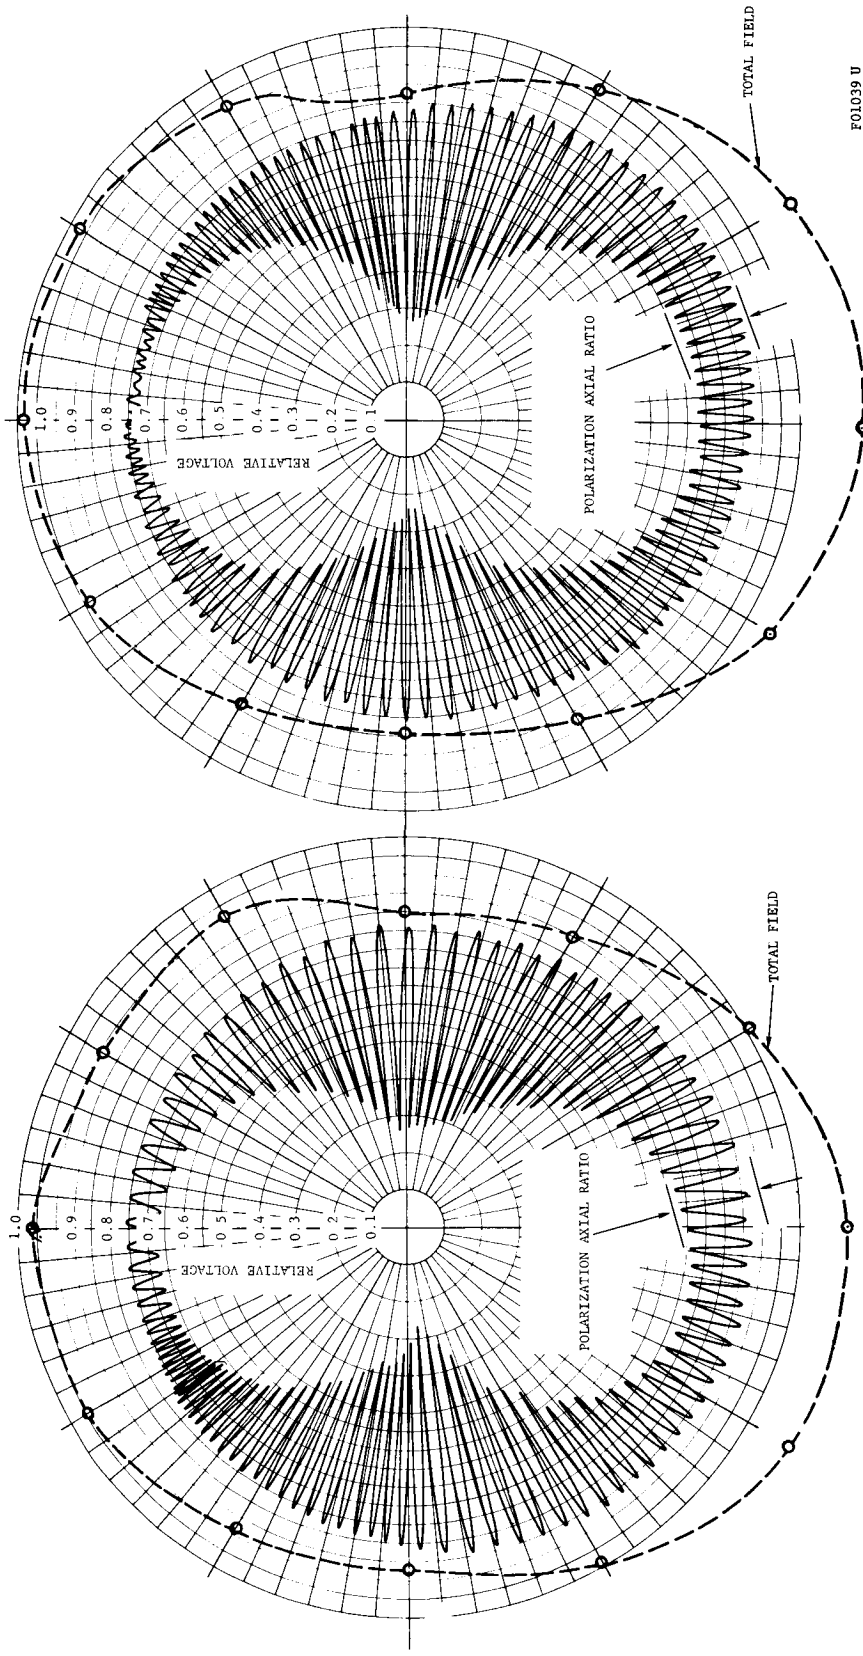 1.0
0.9
0.8
0.7
0.6
0.5
0.4
0.3
0.2
0.1
RELATIVE VOLTAGE
POLARIZATION AXIAL RATIO
TOTAL FIELD
1.0
0.9
0.8
0.7
0.6
0.5
0.4
0.3
0.2
0.1
RELATIVE VOLTAGE
POLARIZATION AXIAL RATIO
TOTAL FIELD
F01039 U